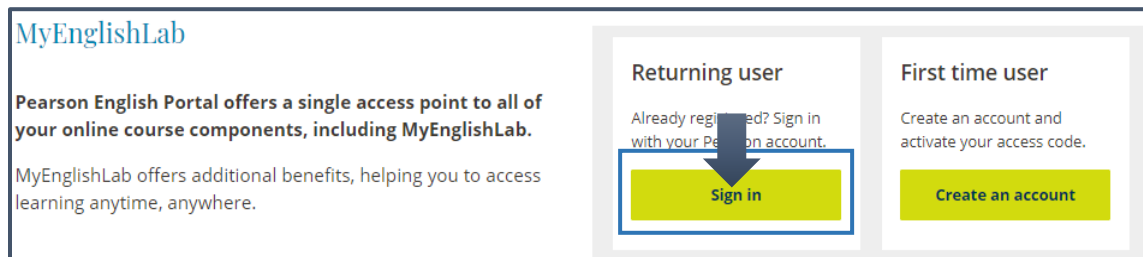 MyEnglishLab
Pearson English Portal offers a single access point to all of
your online course components, including MyEnglishLab.
MyEnglishLab offers additional benefits, helping you to access
learning anytime, anywhere.
Returning user
Already ed? Sign in
with your account.
Sign in
First time user
Create an account and
activate your access code.
Create an account